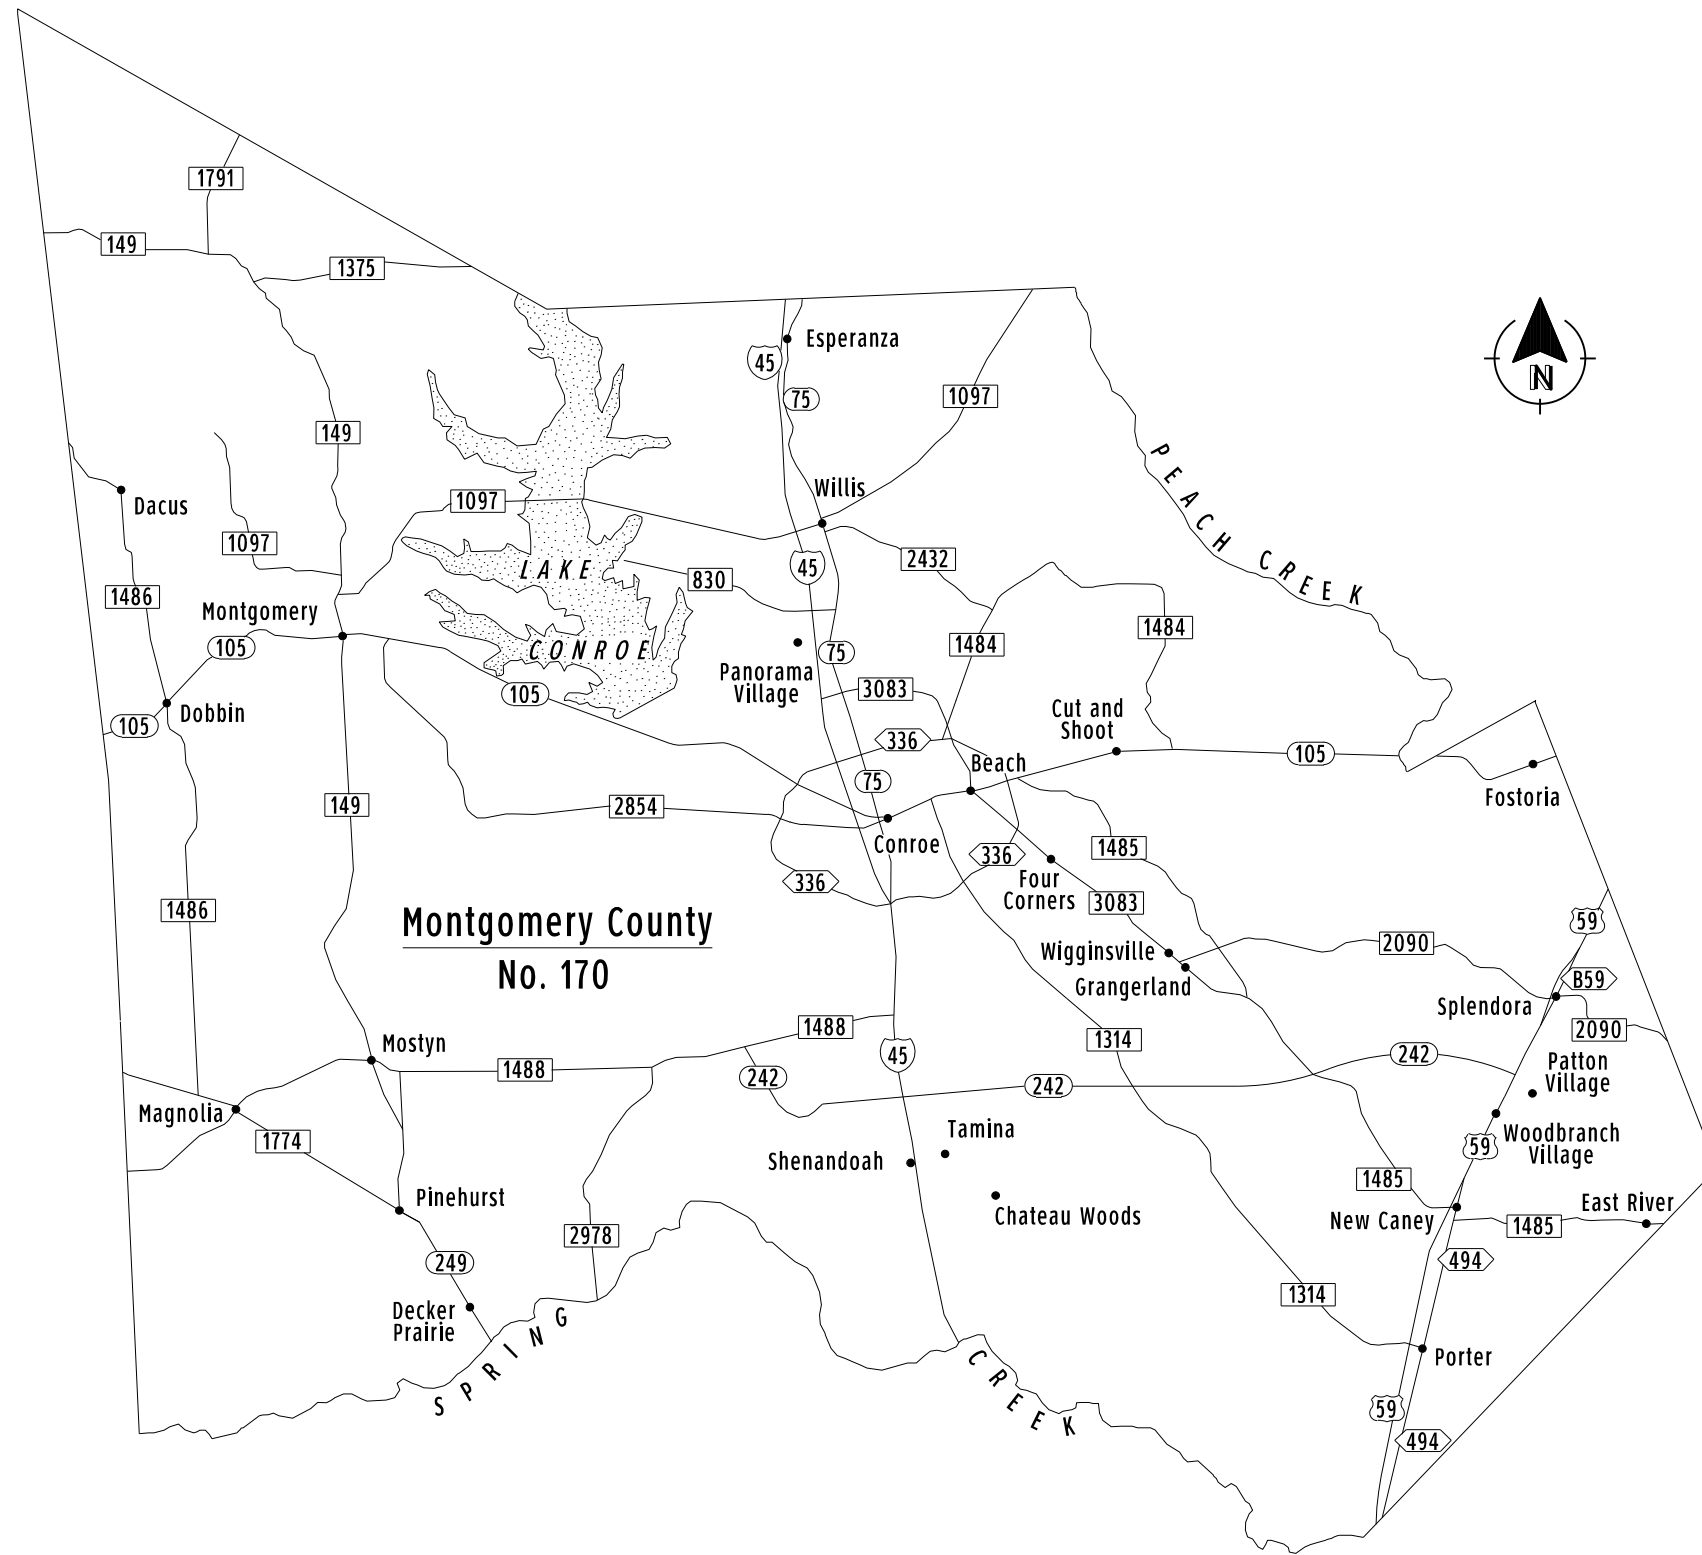 1791
149
1375
45
Esperanza
75
1097
N
149
PEACH CREEK
Dacus
1097
1097
Willis
1486
LAKE
830
45
2432
Montgomery
105
CONROE
75
1484
1484
Panorama
Village
105
3083
Dobbin
105
Cut and
Shoot
336
Beach
105
75
Fostoria
149
2854
Conroe
1485
336
336
Four
Corners
3083
1486
Montgomery County
No. 170
59
Wigginsville
2090
Grangerland
B59
Splendora
2090
1488
Mostyn
1488
1314
45
242
242
242
Patton
Village
Magnolia
1774
Tamina
Woodbranch
Village
59
Shenandoah
1485
Pinehurst
Chateau Woods
New Caney
East River
1485
2978
249
494
Decker
Prairie
1314
SPRING
CREEK
Porter
59
494